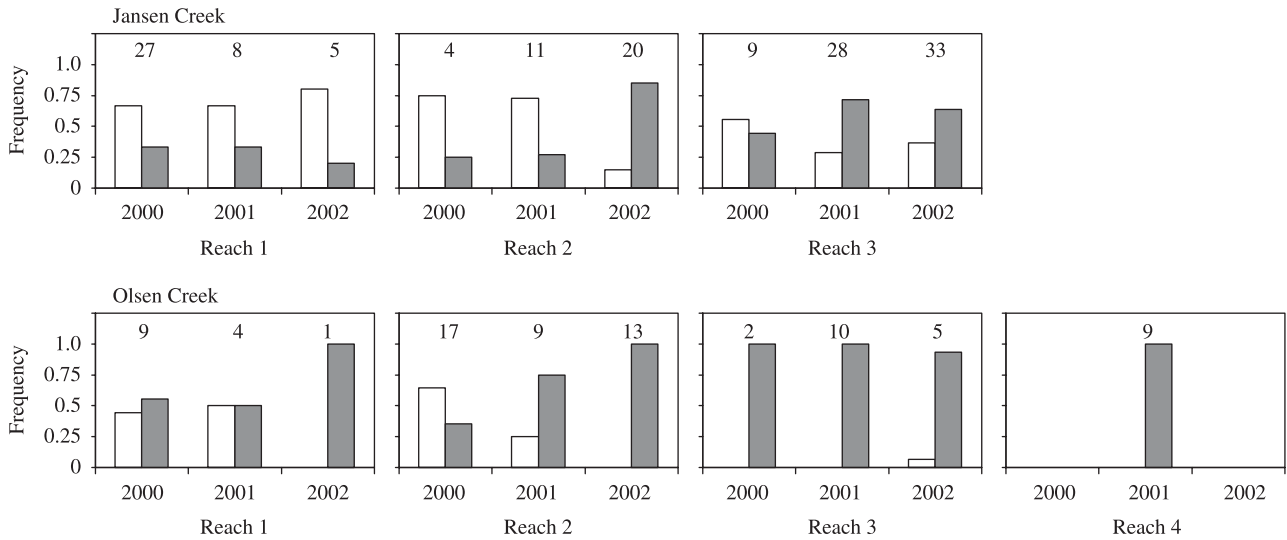 Jansen Creek
27 8 5 4 11 20 9 28 33
Frequency
1.0
0.75
0.5
0.25
0
2000 2001 2002 2000 2001 2002 2000 2001 2002
Reach 1 Reach 2 Reach 3
Olsen Creek
9 4 1 17 9 13 2 10 5 9
Frequency
1.0
0.75
0.5
0.25
0
2000 2001 2002 2000 2001 2002 2000 2001 2002 2000 2001 2002
Reach 1 Reach 2 Reach 3 Reach 4